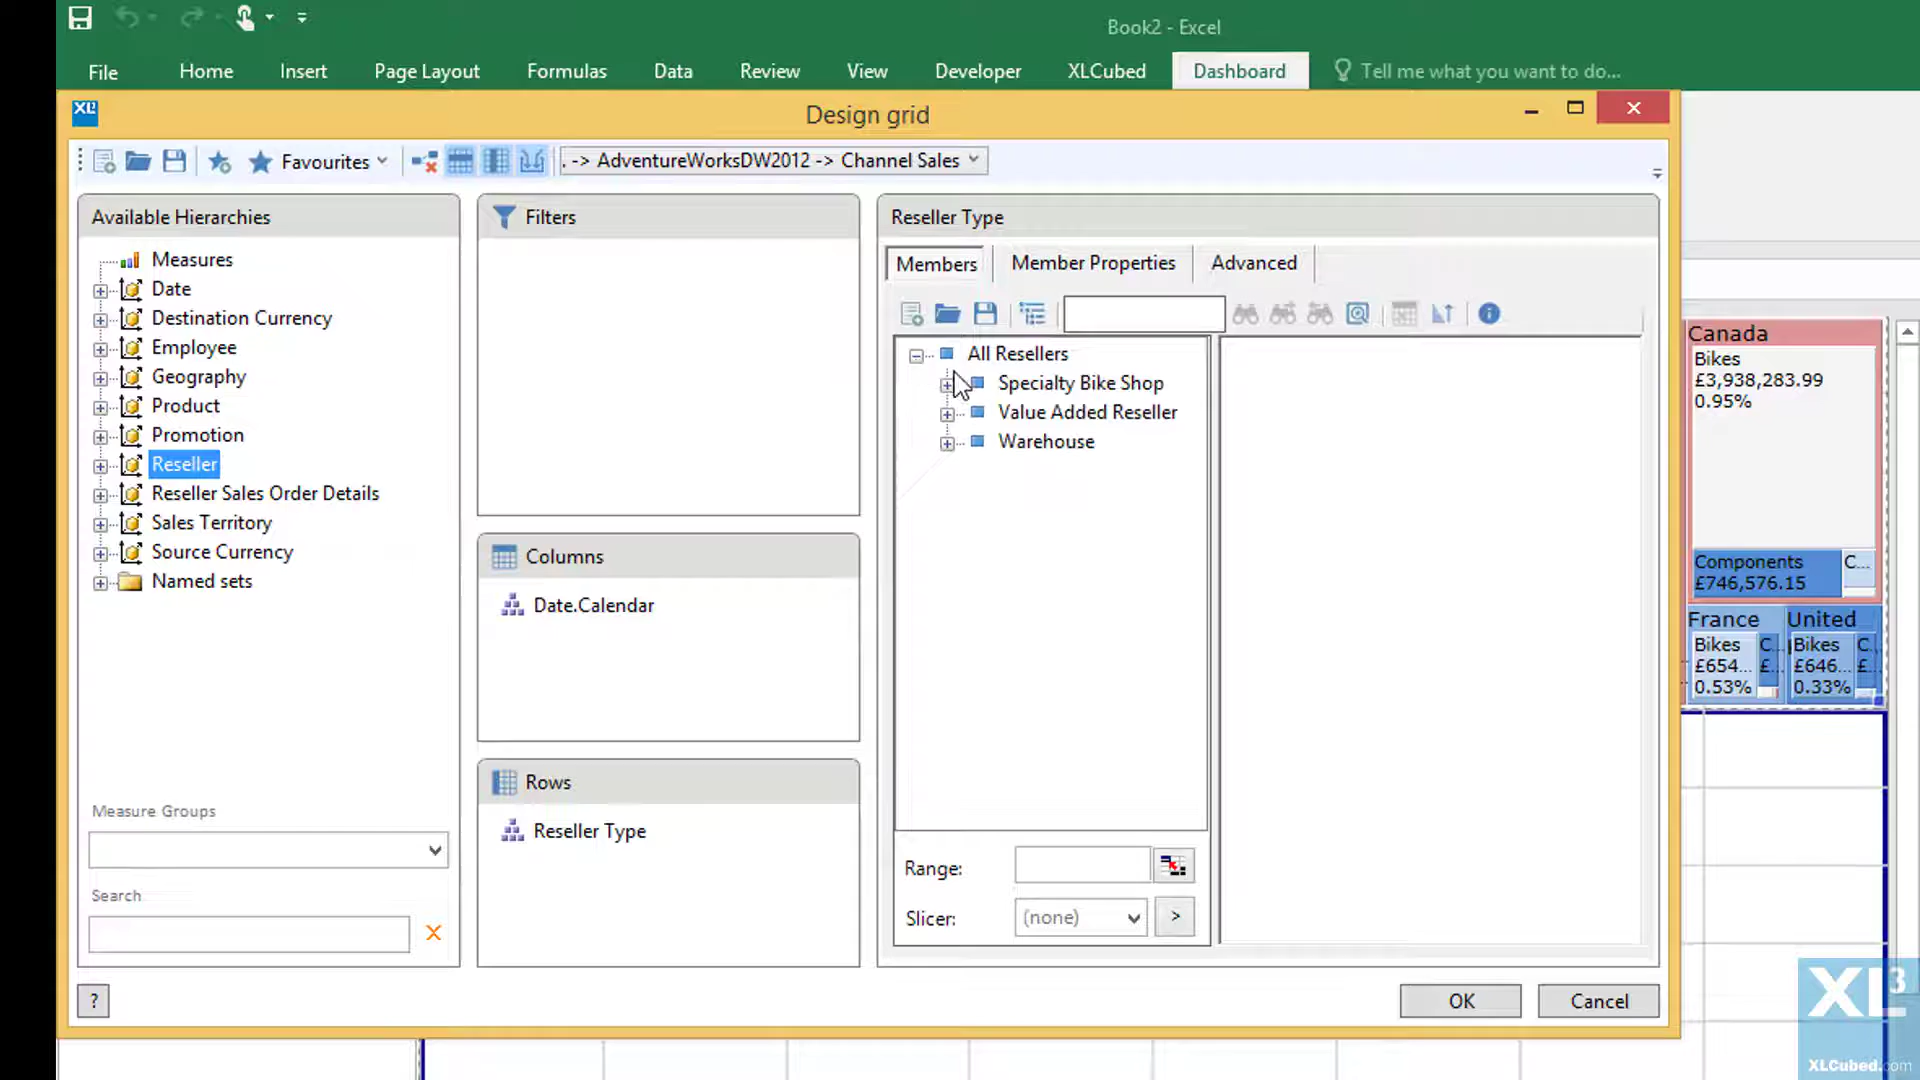 Book2 - Excel
File Home Insert Page Layout Formulas Data Review View Developer XLCubed Dashboard Tell me what you want to do...
XL
Design grid
Favourites
. -> AdventureWorksDW2012 -> Channel Sales
Available Hierarchies
Measures
Date
Destination Currency
Employee
Geography
Product
Promotion
Reseller
Reseller Sales Order Details
Sales Territory
Source Currency
Named sets
Measure Groups
Search
Filters
Columns
Date.Calendar
Rows
Reseller Type
Reseller Type
Members Member Properties Advanced
All Resellers
Specialty Bike Shop
Value Added Reseller
Warehouse
Range:
Slicer: (none) >
? OK Cancel
Canada
Bikes
£3,938,283.99
0.95%
Components C...
£746,576.15
France United
Bikes C... Bikes C...
£654... £... £646... £...
0.53% 0.33%
XL3
XLCubed.com